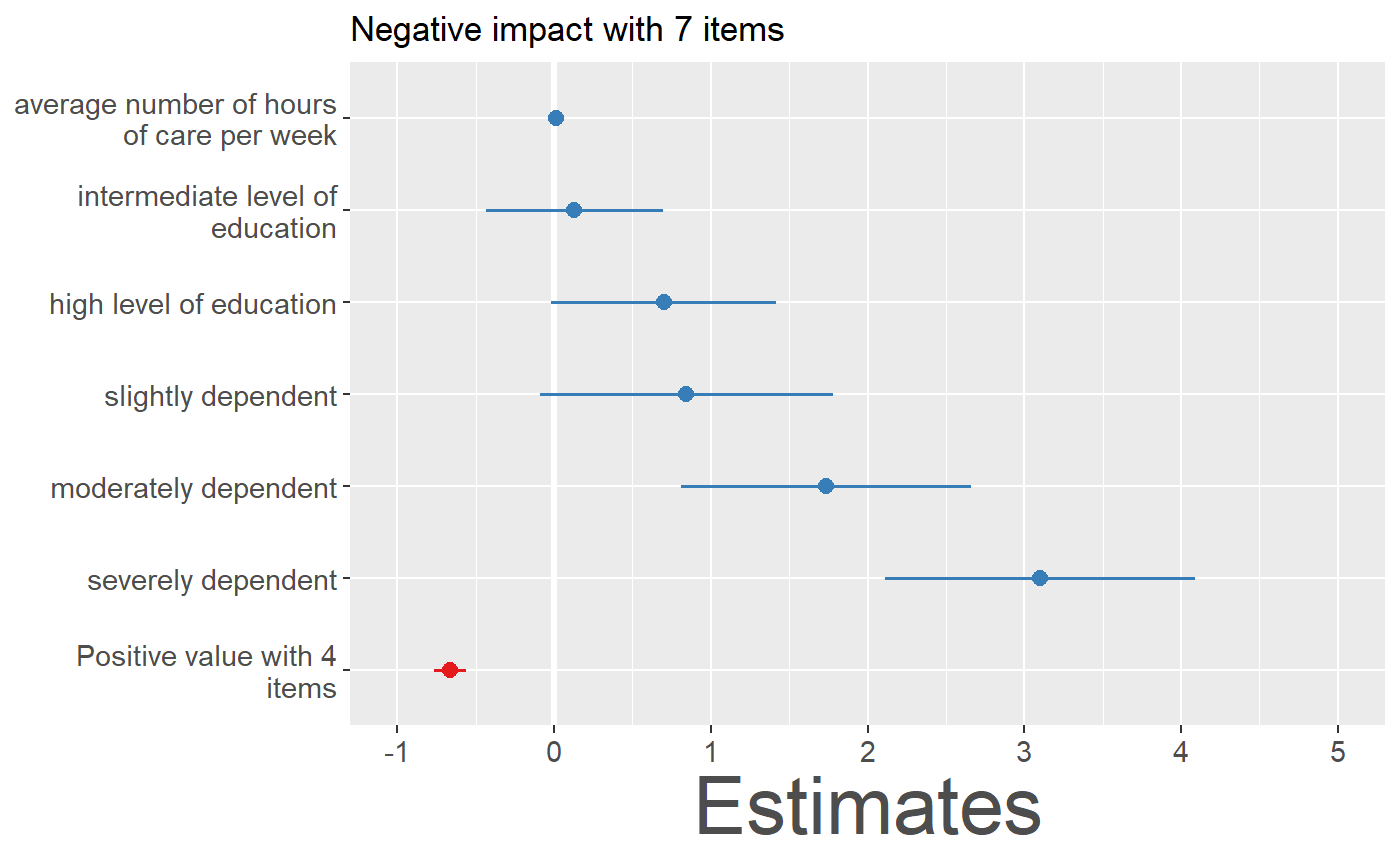 Negative impact with 7 items
average number of hours
of care per week
intermediate level of
education
high level of education
slightly dependent
moderately dependent
severely dependent
Positive value with 4
items
-1 0 1 2 3 4 5
Estimates